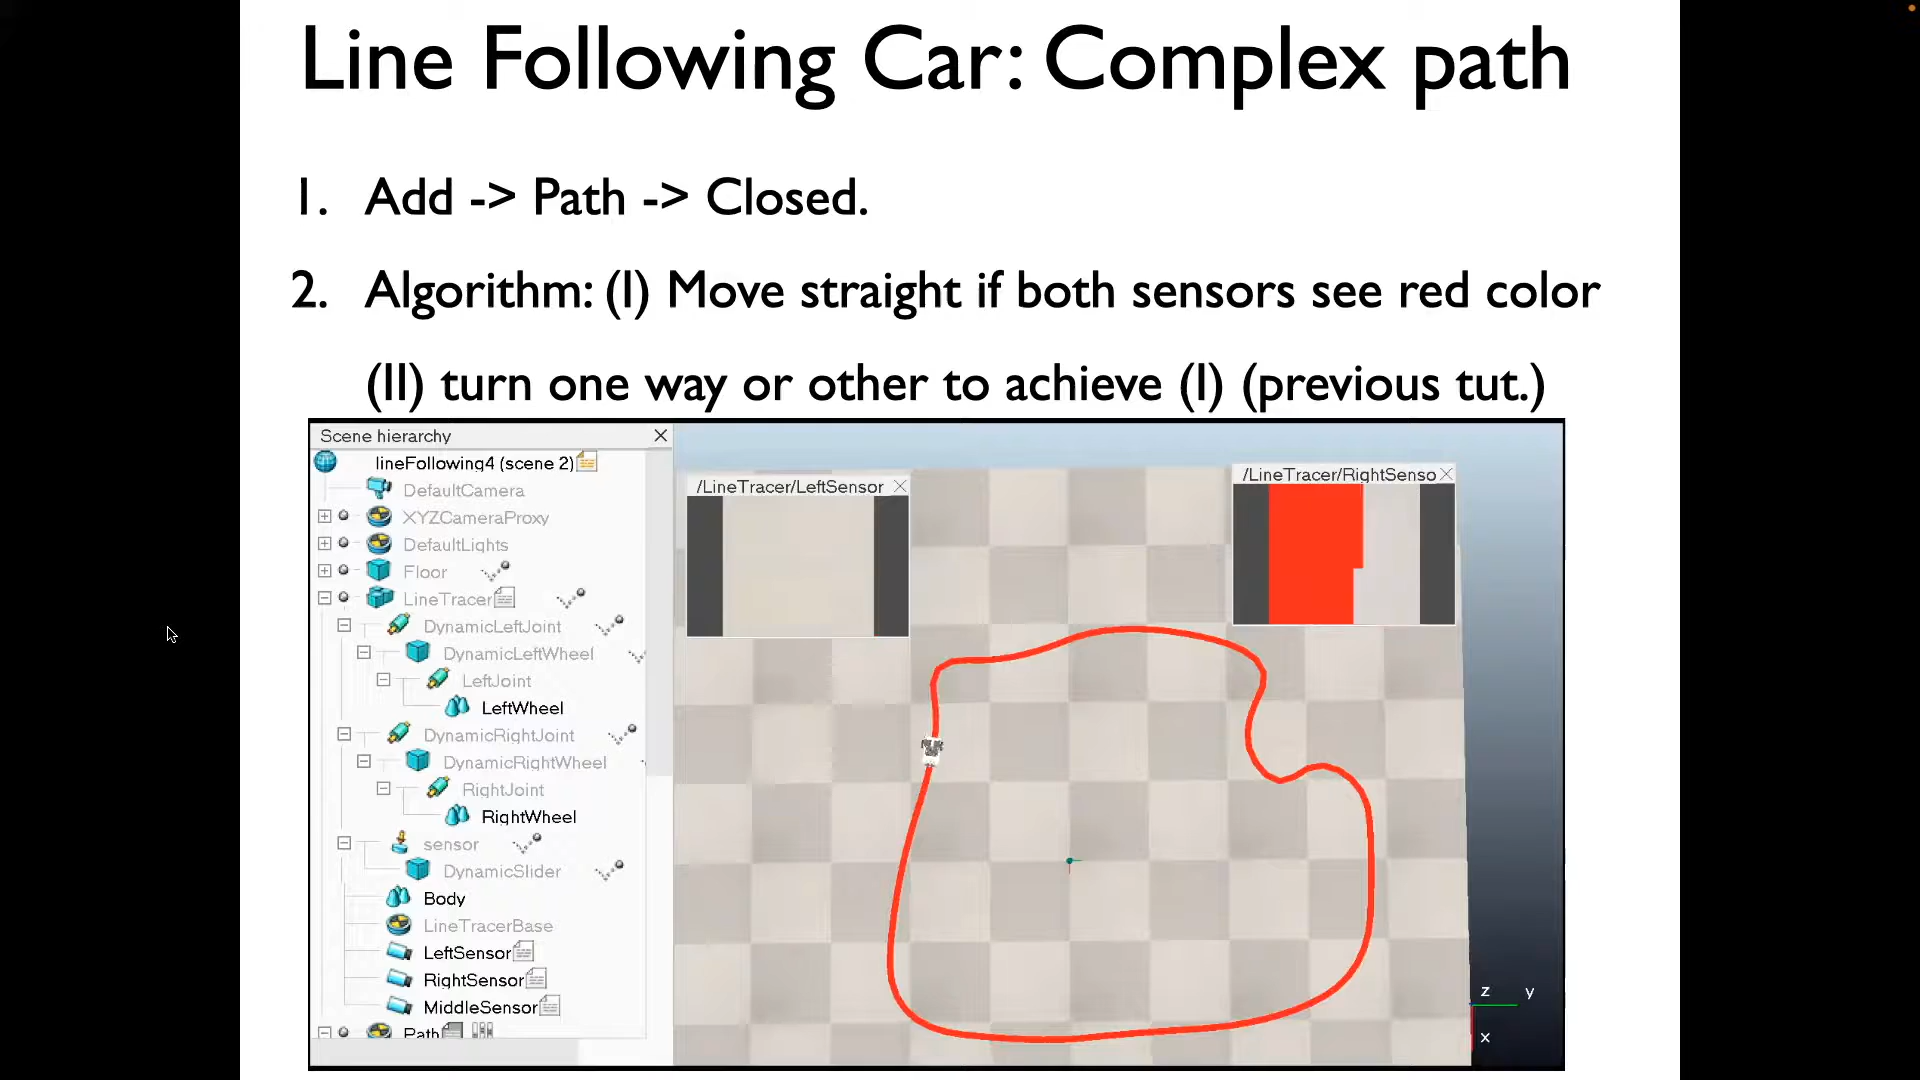 Line Following Car: Complex path
1. Add -> Path -> Closed.
2. Algorithm: (I) Move straight if both sensors see red color
(II) turn one way or other to achieve (I) (previous tut.)
Scene hierarchy
lineFollowing4 (scene 2)
DefaultCamera
XYZCameraProxy
DefaultLights
Floor
LineTracer
DynamicLeftJoint
DynamicLeftWheel
LeftJoint
LeftWheel
DynamicRightJoint
DynamicRightWheel
RightJoint
RightWheel
sensor
DynamicSlider
Body
LineTracerBase
LeftSensor
RightSensor
MiddleSensor
Path
/LineTracer/LeftSensor
/LineTracer/RightSenso
z y
x